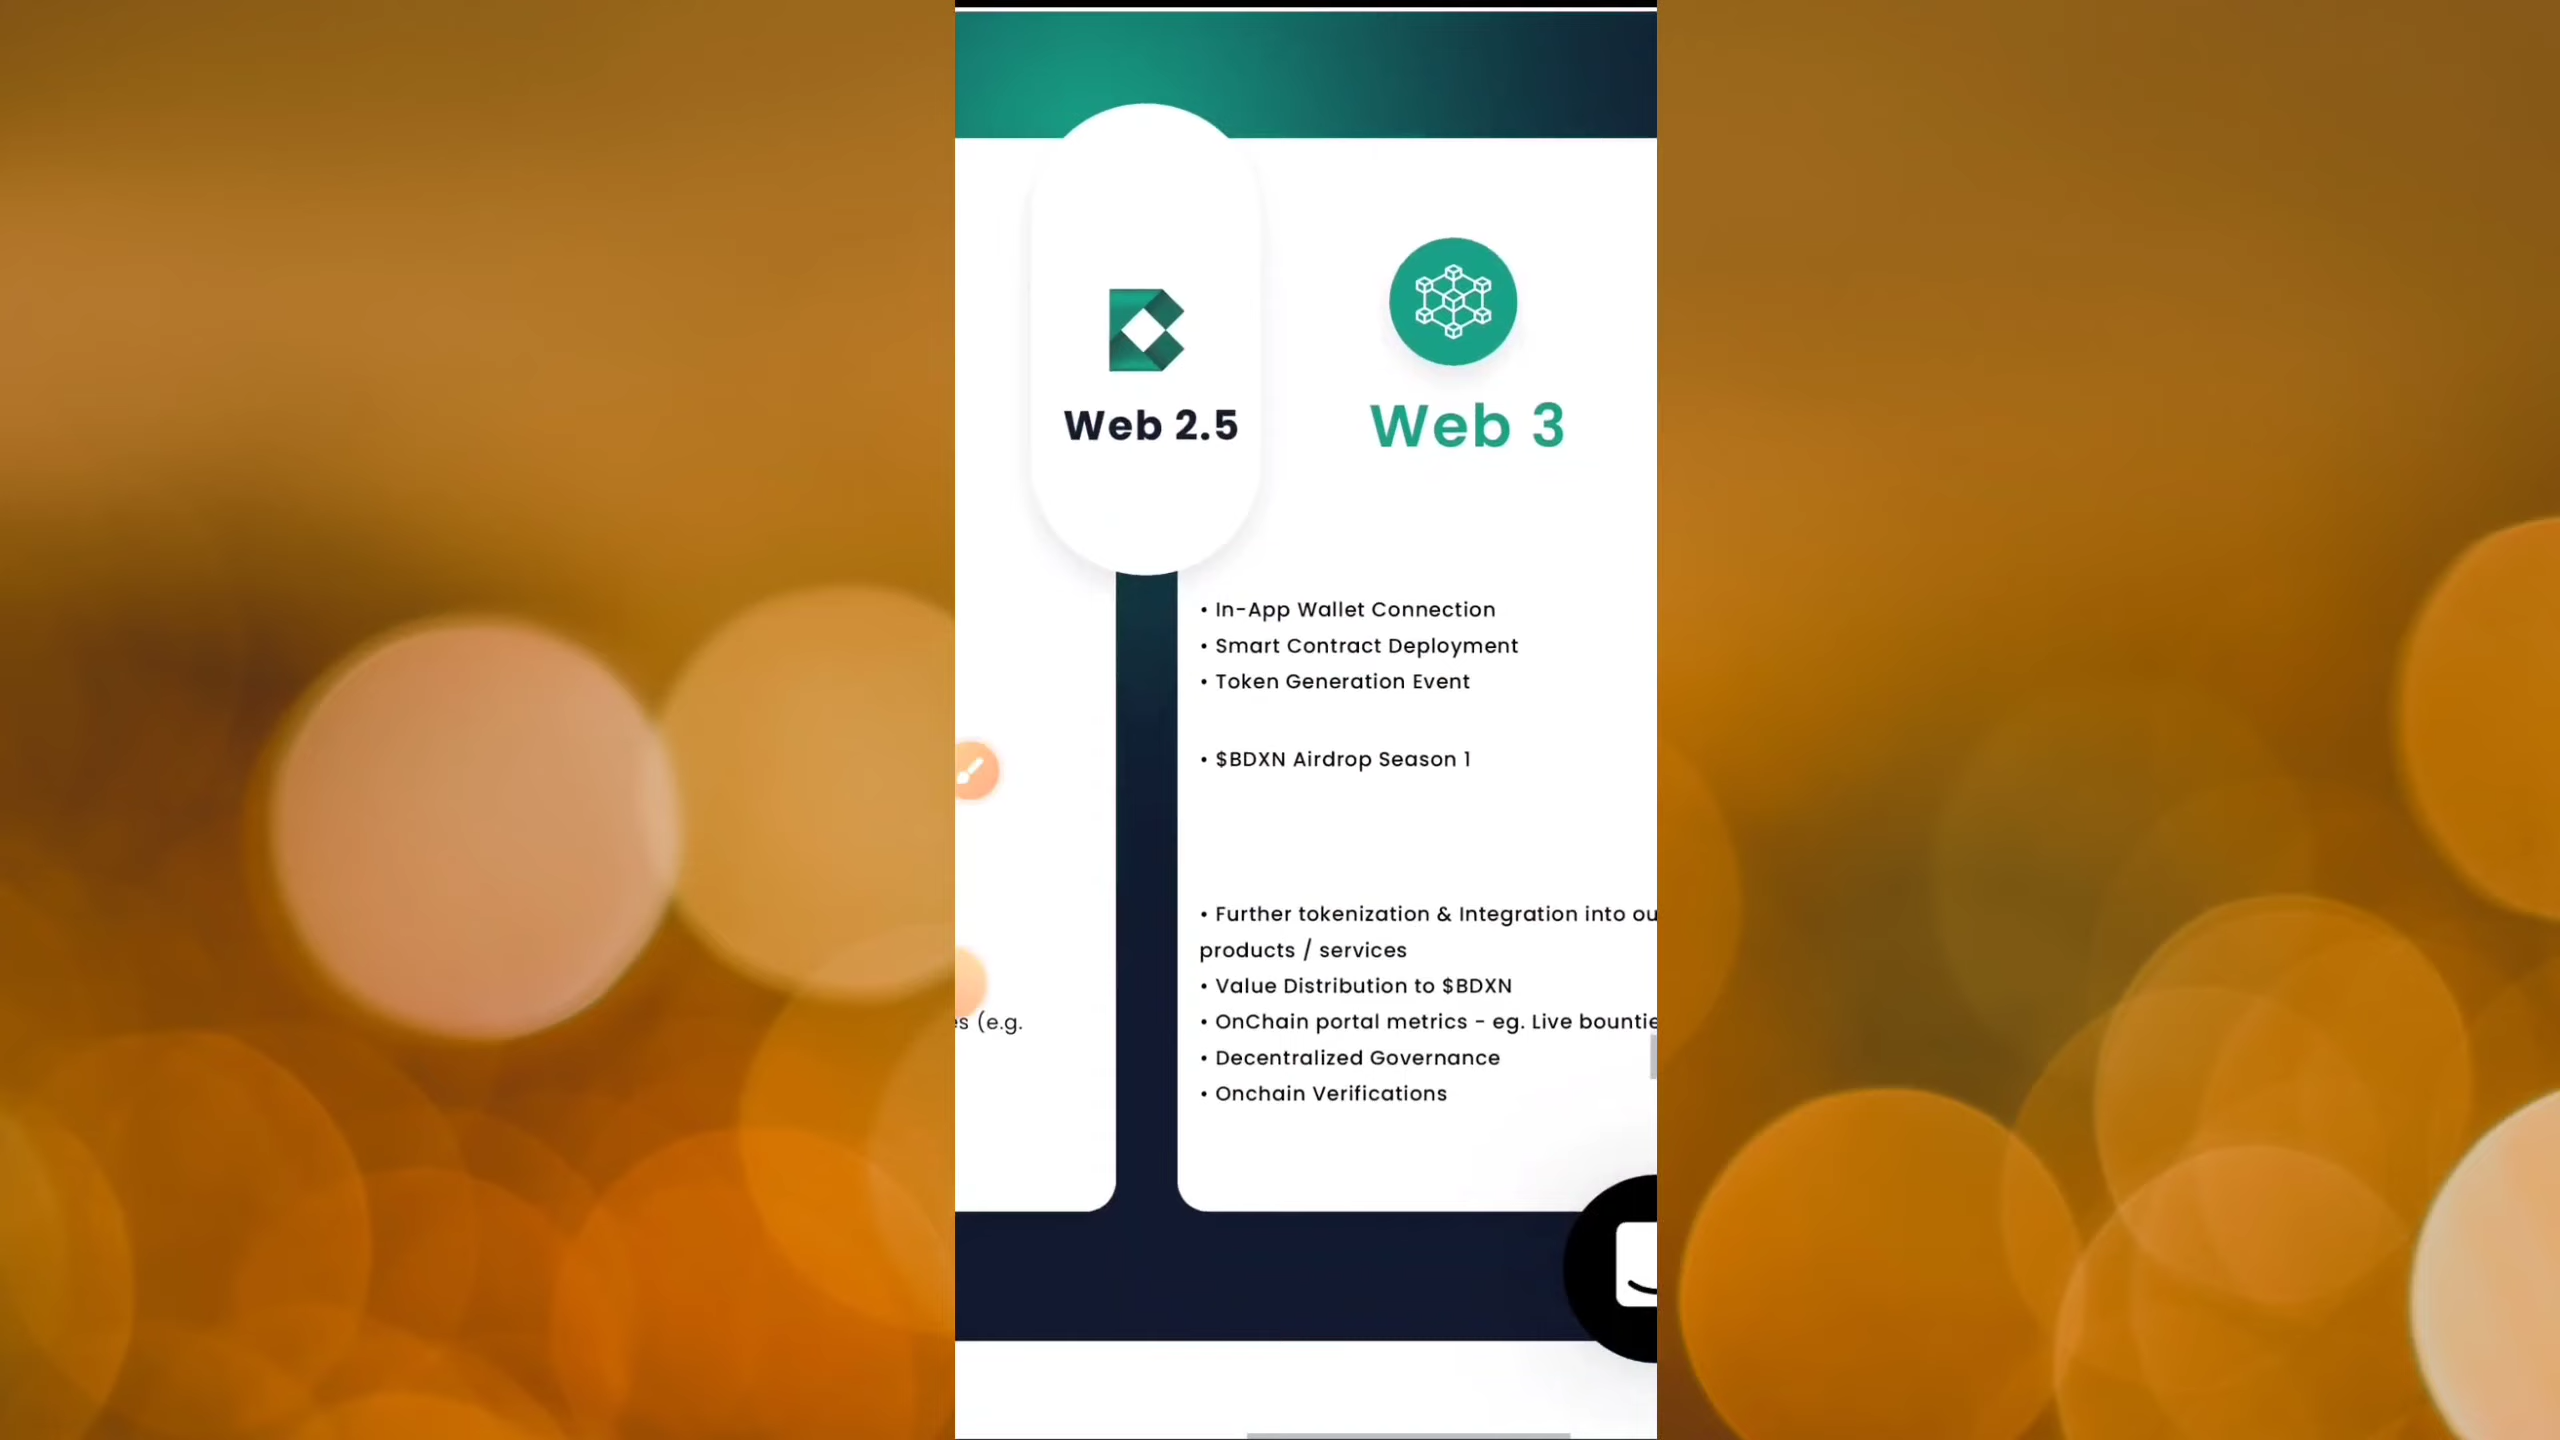 Web 2.5
Web 3
• In-App Wallet Connection
• Smart Contract Deployment
• Token Generation Event
• $BDXN Airdrop Season 1
• Further tokenization & Integration into ou
products / services
• Value Distribution to $BDXN
(e.g.
• OnChain portal metrics - eg. Live bountie
• Decentralized Governance
• Onchain Verifications